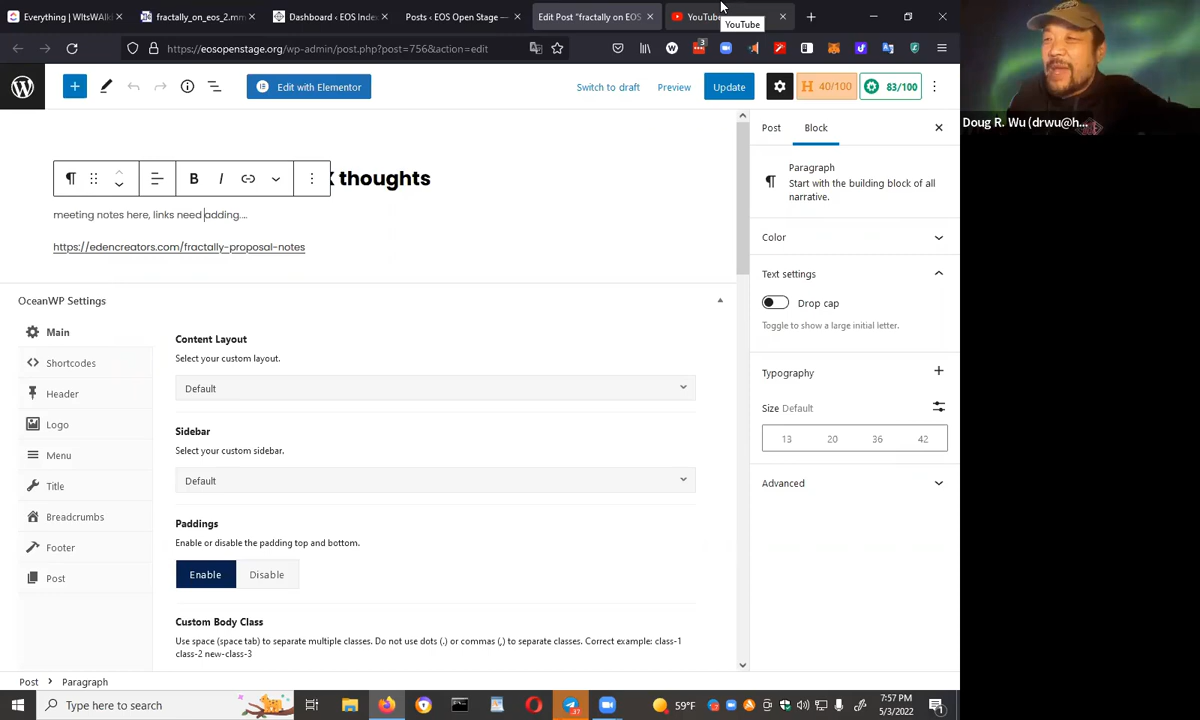 Everything | WItsWAlk
fractally_on_eos_2.mm
Dashboard ‹ EOS Index
Posts ‹ EOS Open Stage —
Edit Post "fractally on EOS
YouTube
YouTube
https://eosopenstage.org/wp-admin/post.php?post=756&action=edit
Edit with Elementor
Switch to draft
Preview
Update
40/100
83/100
Doug R. Wu (drwu@h...
Post
Block
Paragraph
Start with the building block of all
narrative.
B
I
thoughts
meeting notes here, links need adding....
https://edencreators.com/fractally-proposal-notes
Color
Text settings
Drop cap
Toggle to show a large initial letter.
Typography
Size Default
13 20 36 42
Advanced
OceanWP Settings
Main
Shortcodes
Header
Logo
Menu
Title
Breadcrumbs
Footer
Post
Content Layout
Select your custom layout.
Default
Sidebar
Select your custom sidebar.
Default
Paddings
Enable or disable the padding top and bottom.
Enable
Disable
Custom Body Class
Use space (space tab) to separate multiple classes. Do not use dots (.) or commas (,) to separate classes. Correct example: class-1
class-2 new-class-3
Post
Paragraph
Type here to search
59°F
7:57 PM
5/3/2022